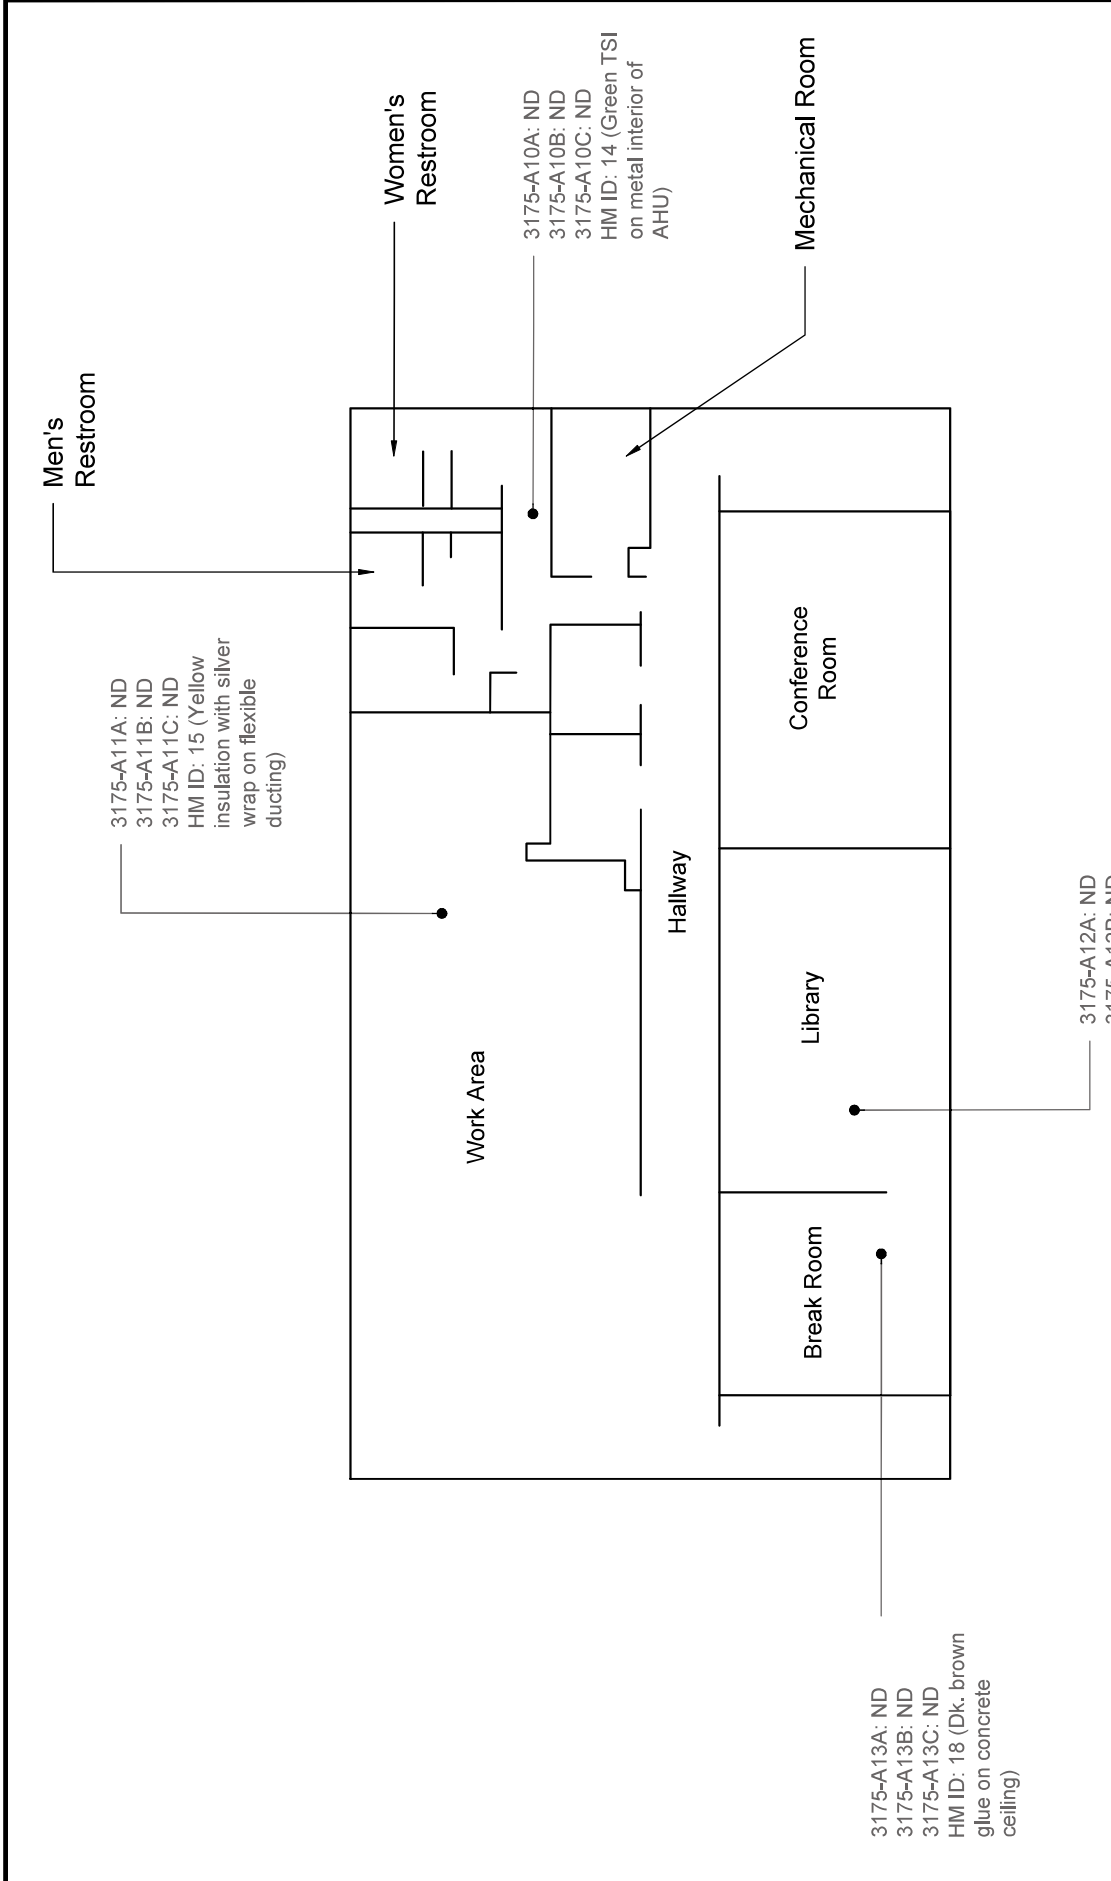 Men's
Restroom
Women's
Restroom
3175-A10A: ND
3175-A10B: ND
3175-A10C: ND
HM ID: 14 (Green TSI
on metal interior of
AHU)
Mechanical Room
3175-A11A: ND
3175-A11B: ND
3175-A11C: ND
HM ID: 15 (Yellow
insulation with silver
wrap on flexible
ducting)
Work Area
Hallway
Conference
Room
Library
Break Room
3175-A12A: ND
3175-A13A: ND
3175-A13B: ND
3175-A13C: ND
HM ID: 18 (Dk. brown
glue on concrete
ceiling)